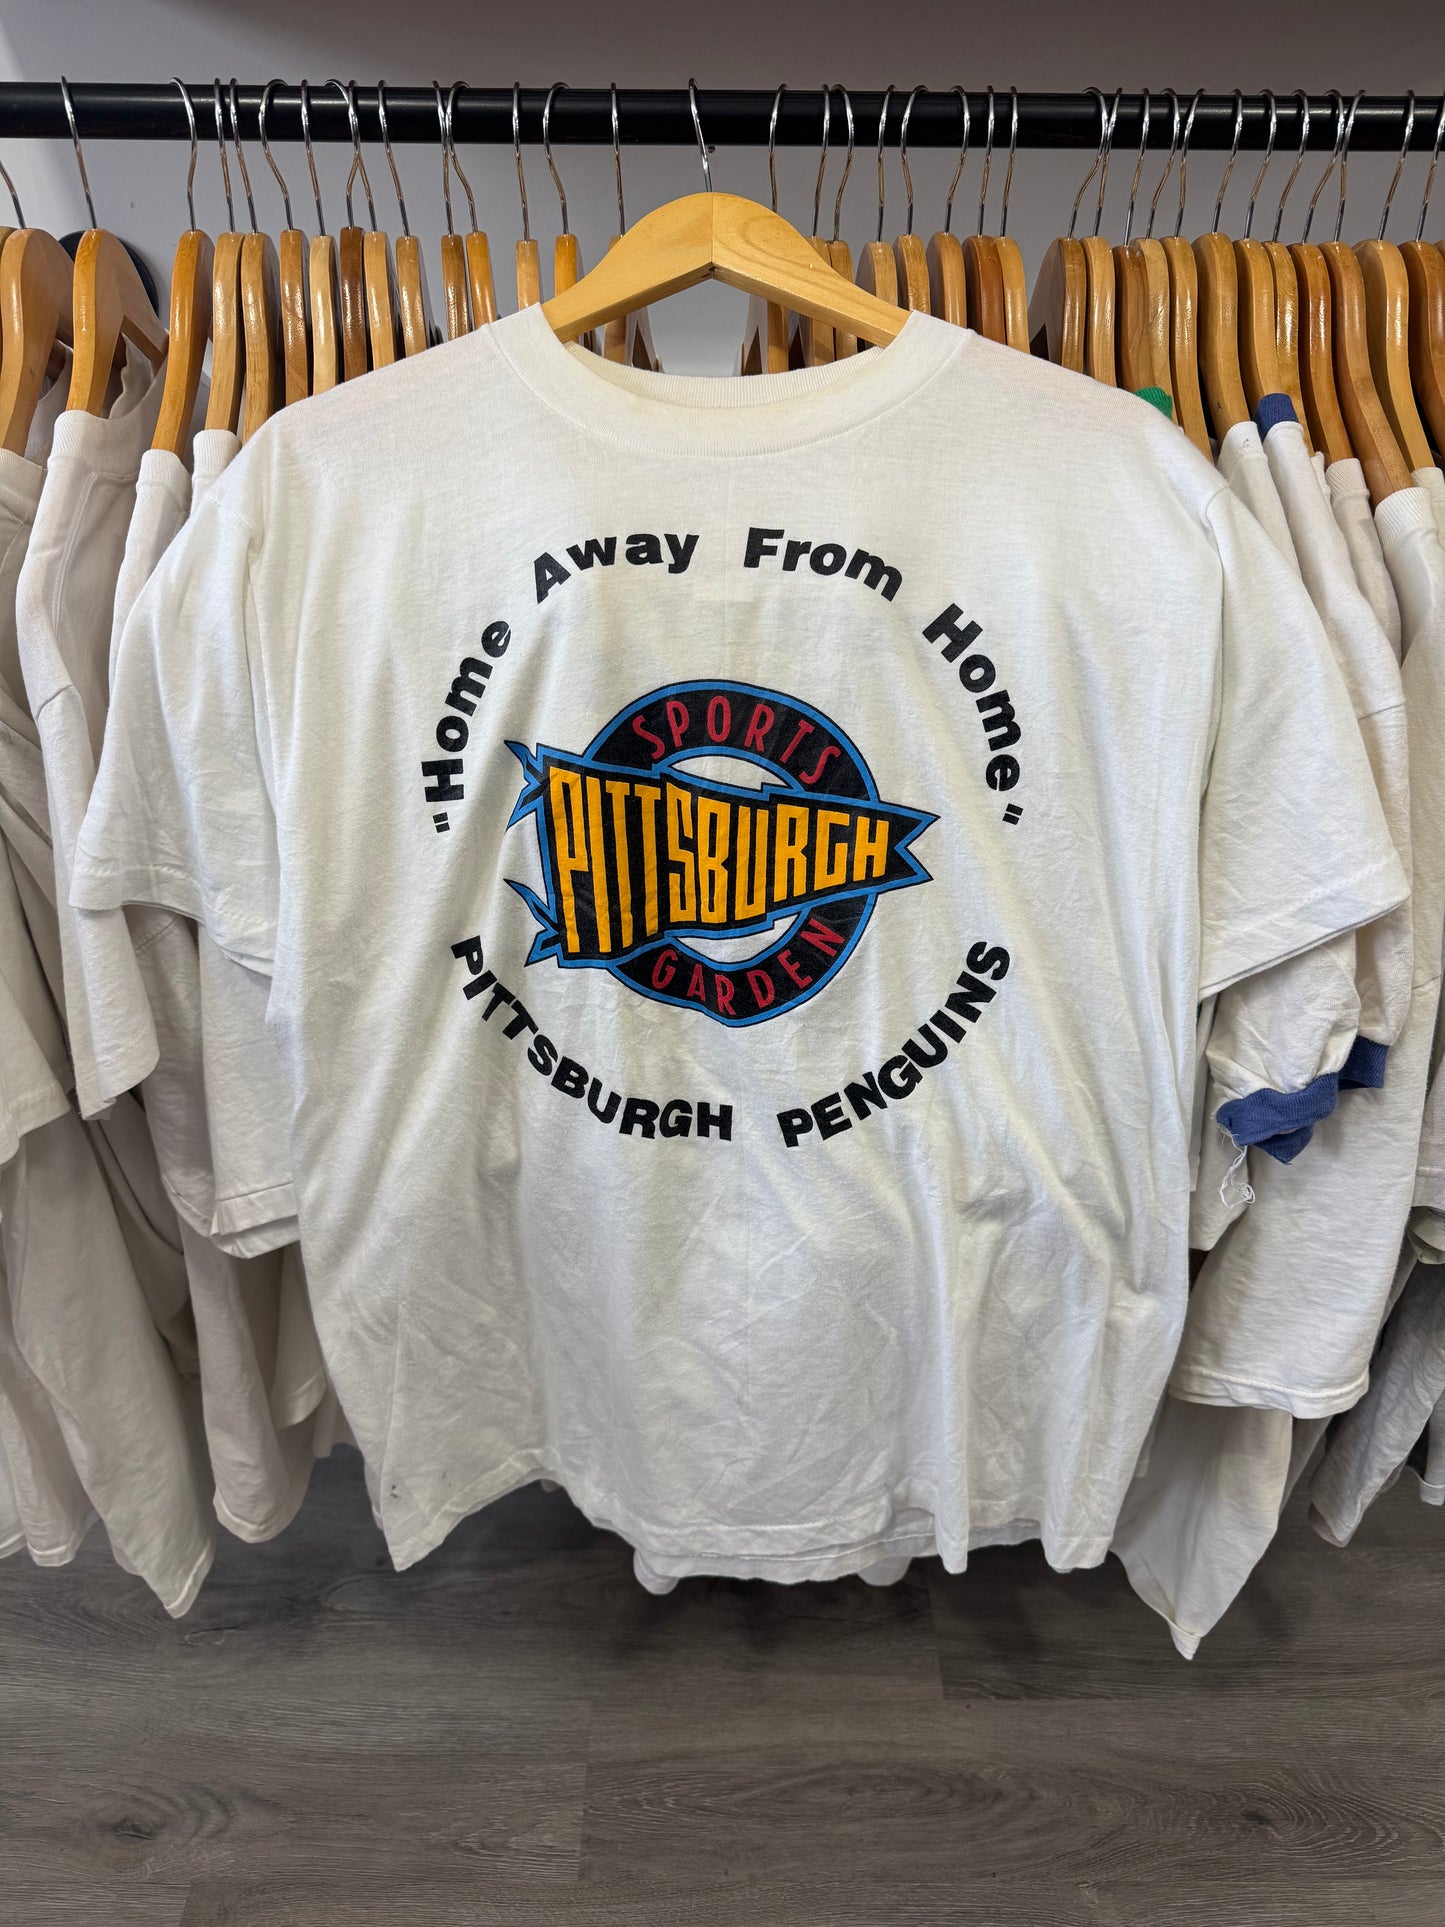 "Home Away From Home"
SPORTS
PITTSBURGH
GARDEN
PITTSBURGH PENGUINS